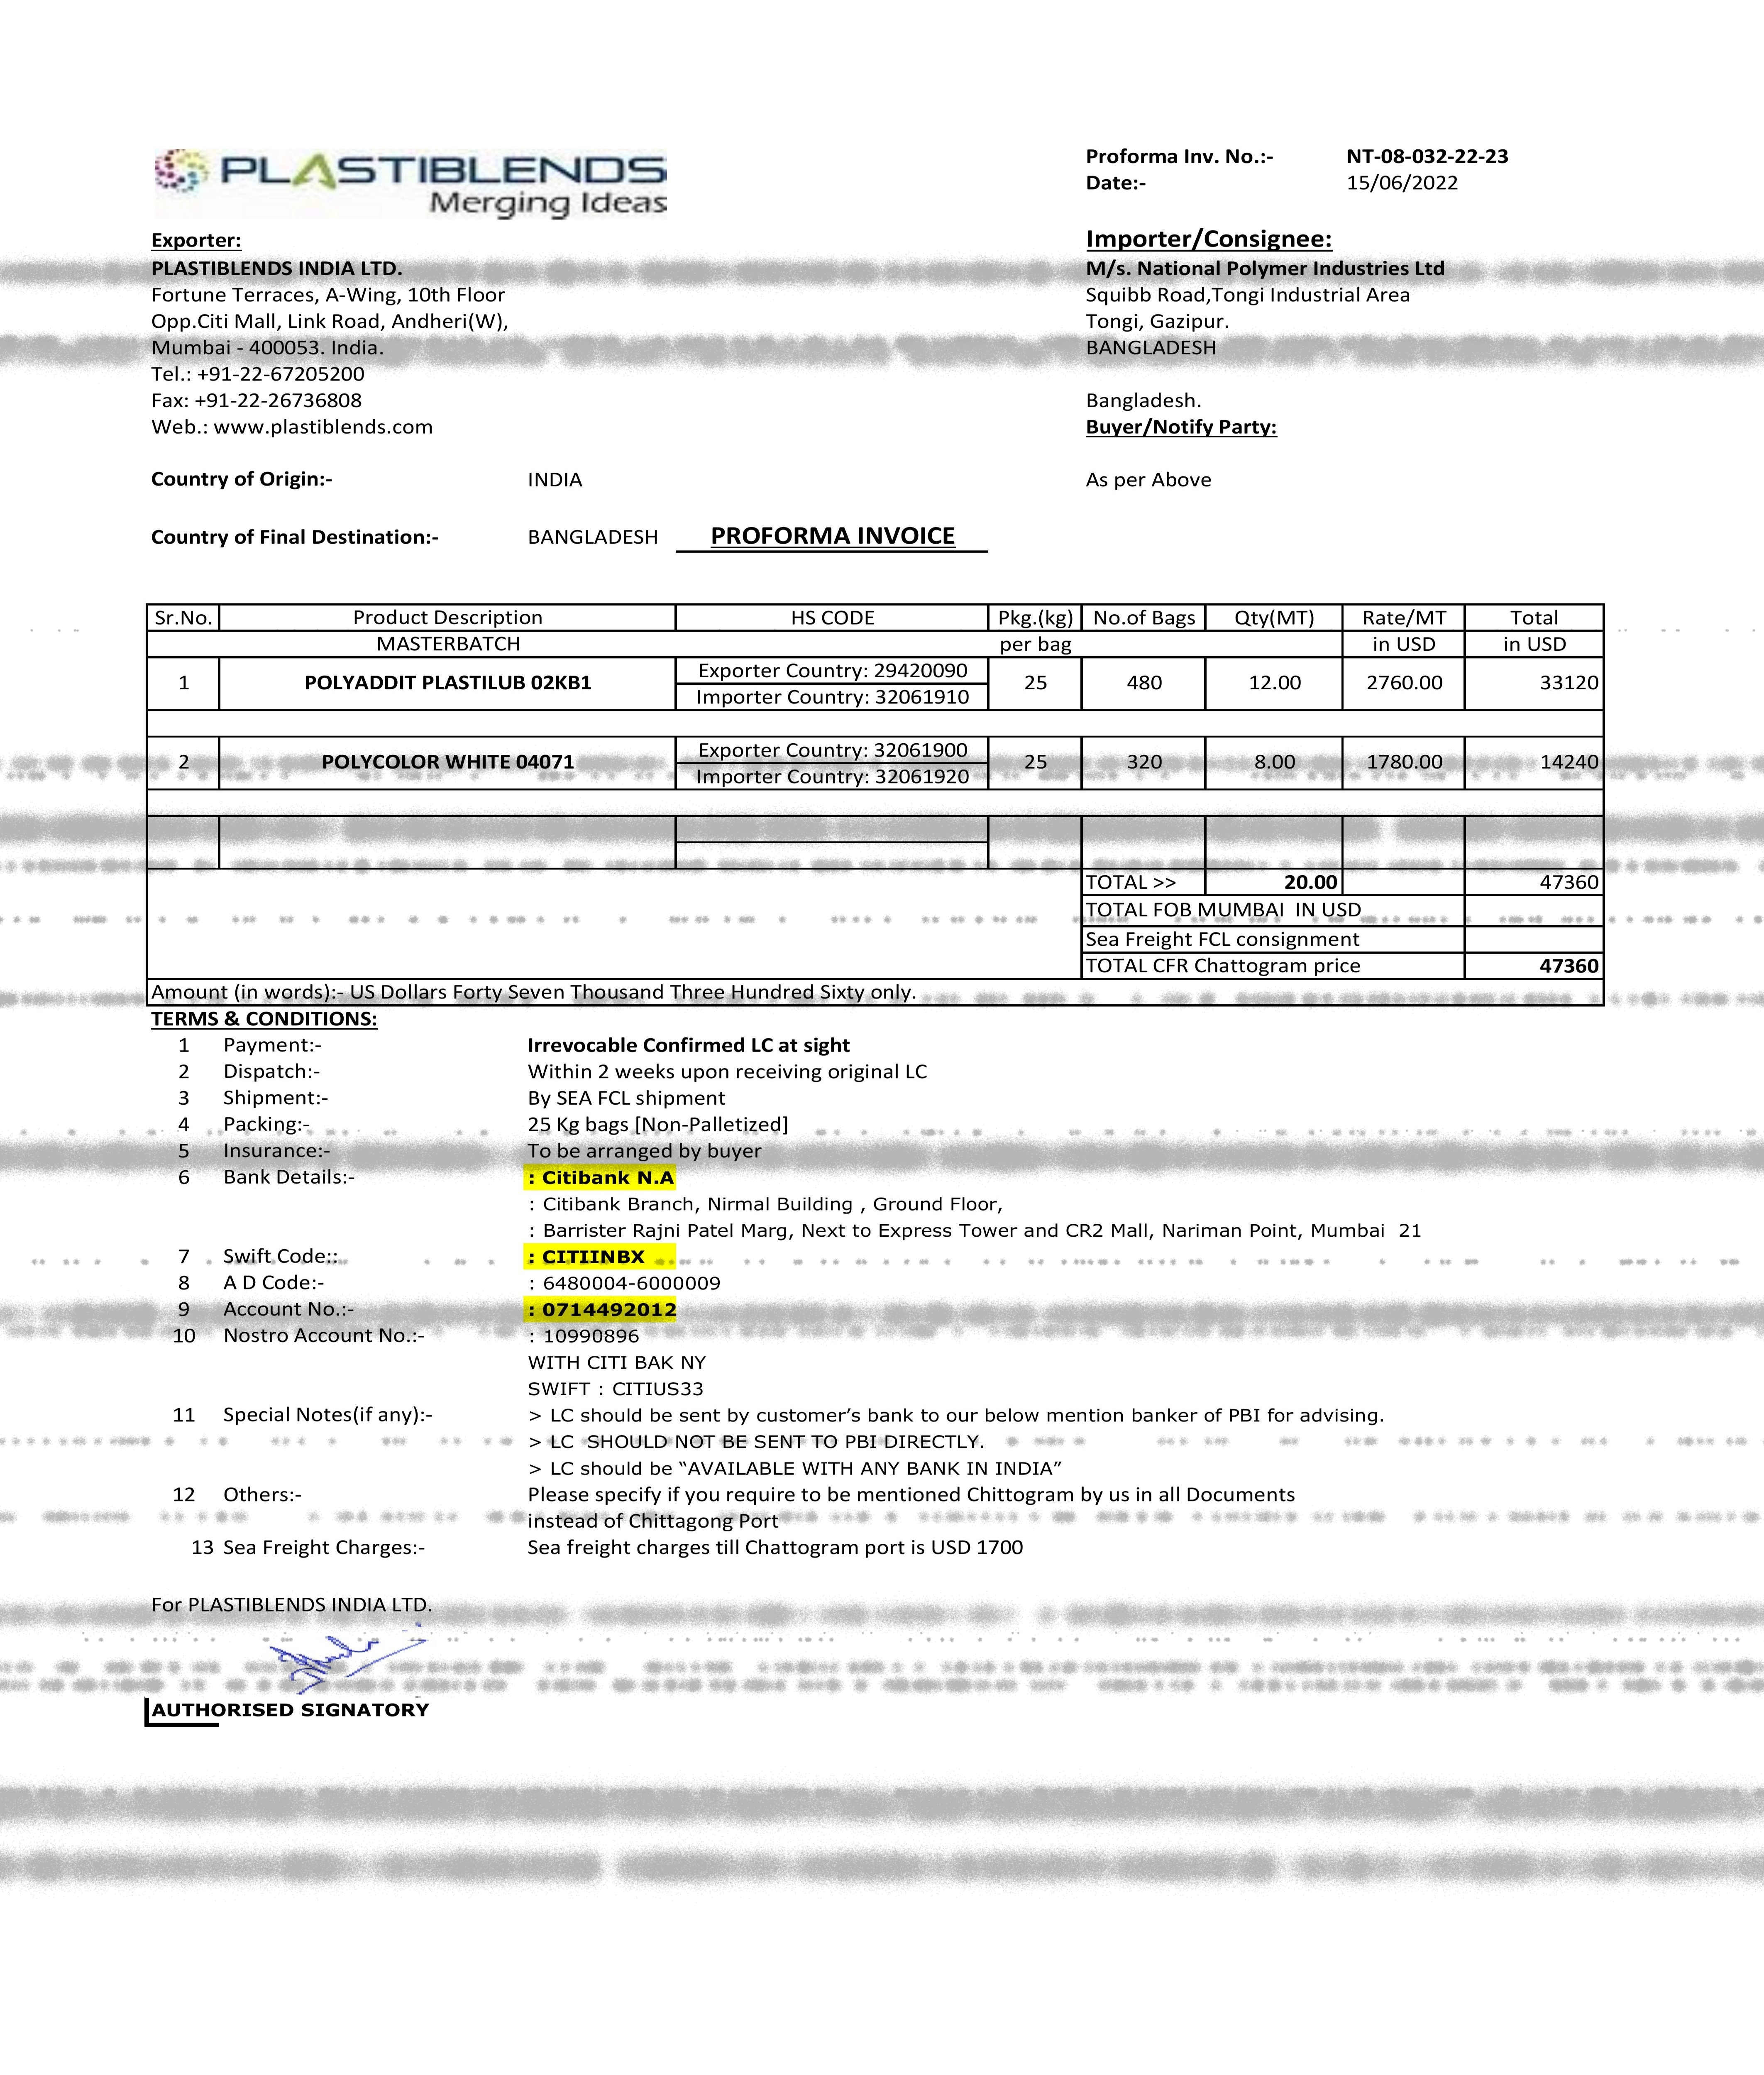 PLASTIBLENDS
Merging Ideas
Proforma Inv. No.:- NT-08-032-22-23
Date:- 15/06/2022
Exporter:
PLASTIBLENDS INDIA LTD.
Fortune Terraces, A-Wing, 10th Floor
Opp.Citi Mall, Link Road, Andheri(W),
Mumbai - 400053. India.
Tel.: +91-22-67205200
Fax: +91-22-26736808
Web.: www.plastiblends.com
Importer/Consignee:
M/s. National Polymer Industries Ltd
Squibb Road,Tongi Industrial Area
Tongi, Gazipur.
BANGLADESH
Bangladesh.
Buyer/Notify Party:
As per Above
Country of Origin:- INDIA
Country of Final Destination:- BANGLADESH
PROFORMA INVOICE
Sr.No. Product Description HS CODE Pkg.(kg) No.of Bags Qty(MT) Rate/MT Total
MASTERBATCH per bag in USD in USD
1 POLYADDIT PLASTILUB 02KB1 Exporter Country: 29420090 25 480 12.00 2760.00 33120
Importer Country: 32061910
2 POLYCOLOR WHITE 04071 Exporter Country: 32061900 25 320 8.00 1780.00 14240
Importer Country: 32061920
TOTAL >> 20.00 47360
TOTAL FOB MUMBAI IN USD
Sea Freight FCL consignment
TOTAL CFR Chattogram price 47360
Amount (in words):- US Dollars Forty Seven Thousand Three Hundred Sixty only.
TERMS & CONDITIONS:
1 Payment:- Irrevocable Confirmed LC at sight
2 Dispatch:- Within 2 weeks upon receiving original LC
3 Shipment:- By SEA FCL shipment
4 Packing:- 25 Kg bags [Non-Palletized]
5 Insurance:- To be arranged by buyer
6 Bank Details:- : Citibank N.A
: Citibank Branch, Nirmal Building , Ground Floor,
: Barrister Rajni Patel Marg, Next to Express Tower and CR2 Mall, Nariman Point, Mumbai 21
7 Swift Code:: : CITIINBX
8 A D Code:- : 6480004-6000009
9 Account No.:- : 0714492012
10 Nostro Account No.:- : 10990896
WITH CITI BAK NY
SWIFT : CITIUS33
11 Special Notes(if any):- > LC should be sent by customer’s bank to our below mention banker of PBI for advising.
> LC SHOULD NOT BE SENT TO PBI DIRECTLY.
> LC should be “AVAILABLE WITH ANY BANK IN INDIA”
12 Others:- Please specify if you require to be mentioned Chittogram by us in all Documents
instead of Chittagong Port
13 Sea Freight Charges:- Sea freight charges till Chattogram port is USD 1700
For PLASTIBLENDS INDIA LTD.
AUTHORISED SIGNATORY